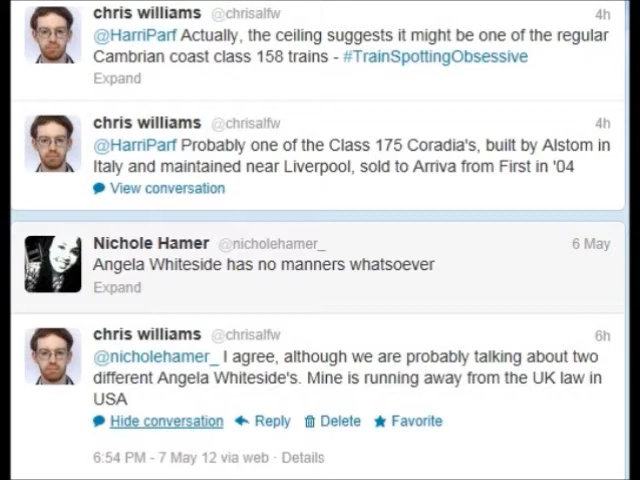 chris williams @chrisalfw 4h
@HarriParf Actually, the ceiling suggests it might be one of the regular
Cambrian coast class 158 trains - #TrainSpottingObsessive
Expand
chris williams @chrisalfw 4h
@HarriParf Probably one of the Class 175 Coradia's, built by Alstom in
Italy and maintained near Liverpool, sold to Arriva from First in '04
View conversation
Nichole Hamer @nicholehamer_ 6 May
Angela Whiteside has no manners whatsoever
Expand
chris williams @chrisalfw 6h
@nicholehamer_ I agree, although we are probably talking about two
different Angela Whiteside's. Mine is running away from the UK law in
USA
Hide conversation Reply Delete Favorite
6:54 PM - 7 May 12 via web · Details